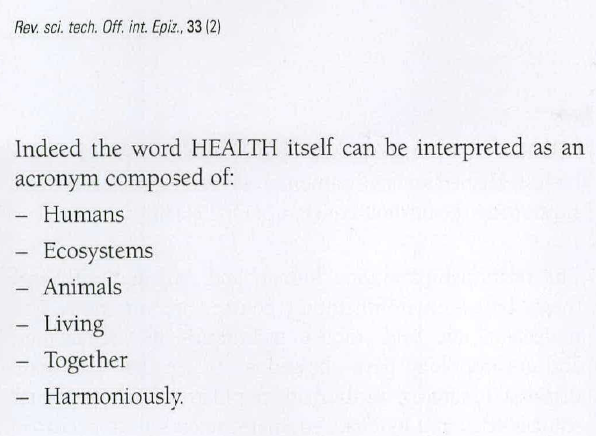 Rev. sci. tech. Off. int. Epiz., 33 (2)
Indeed the word HEALTH itself can be interpreted as an
acronym composed of:
– Humans
– Ecosystems
– Animals
– Living
– Together
– Harmoniously.